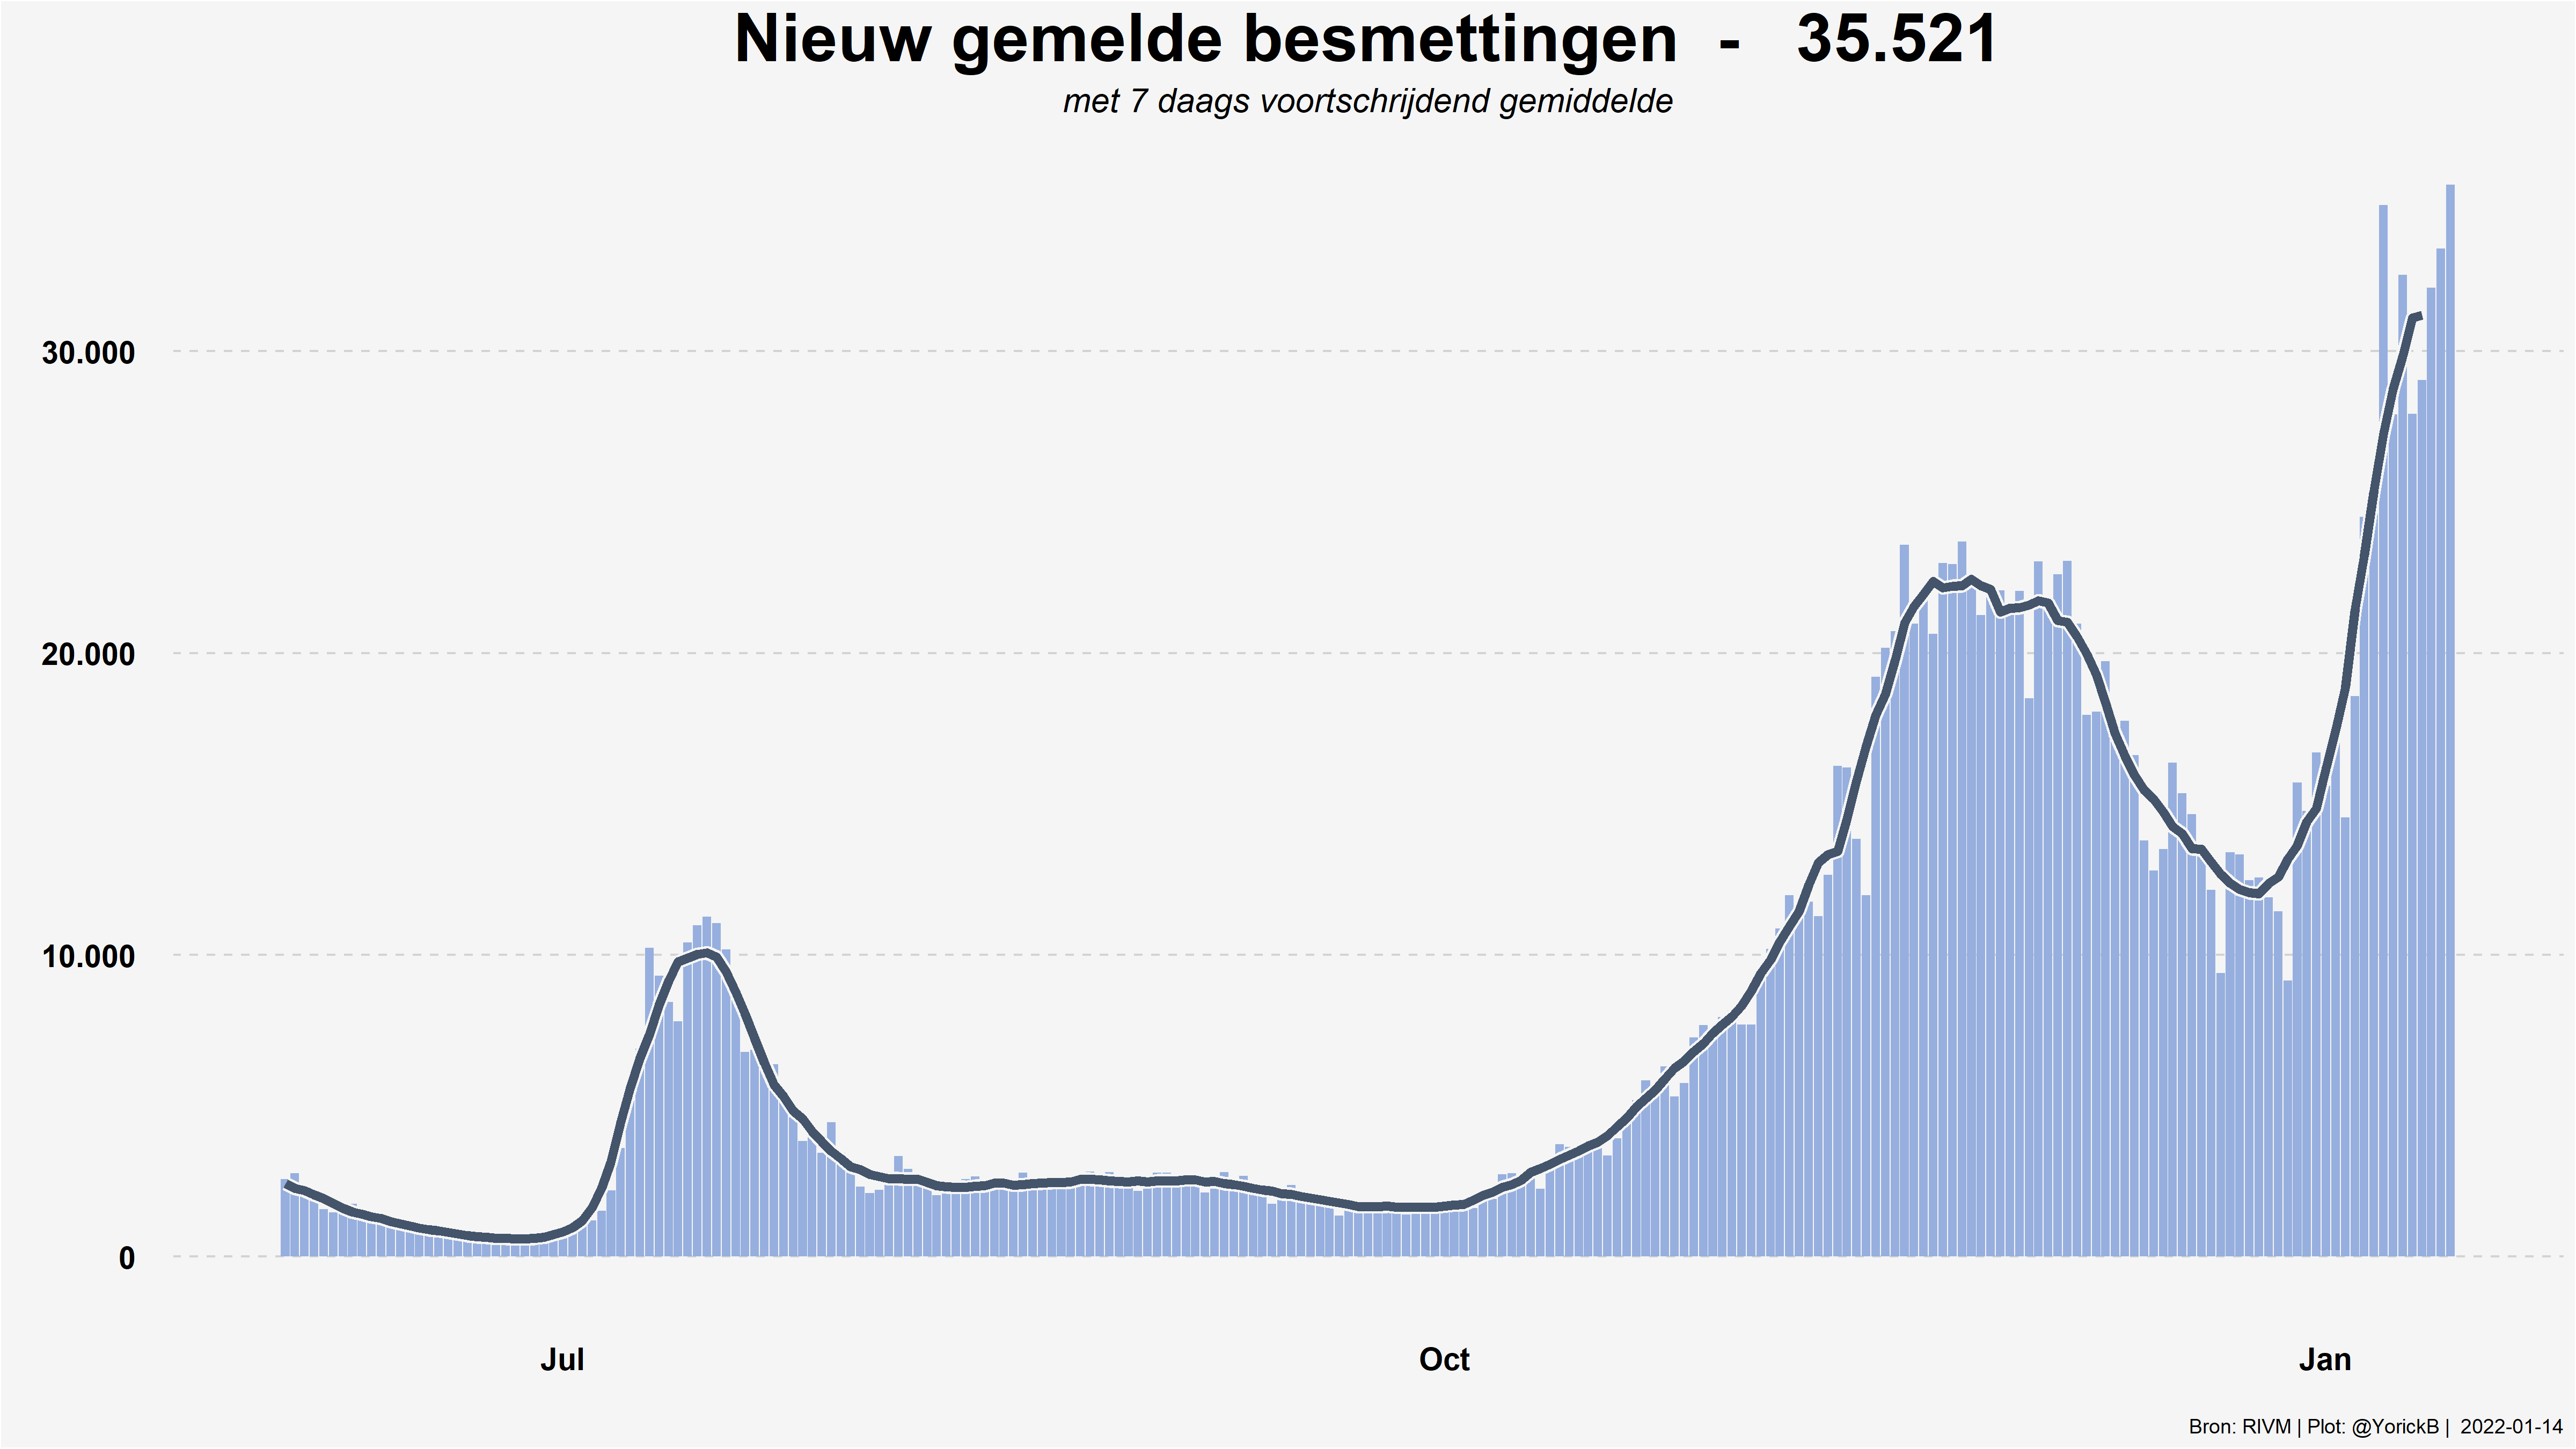 Nieuw gemelde besmettingen - 35.521
met 7 daags voortschrijdend gemiddelde
30.000
20.000
10.000
0
Jul Oct Jan
Bron: RIVM | Plot: @YorickB | 2022-01-14